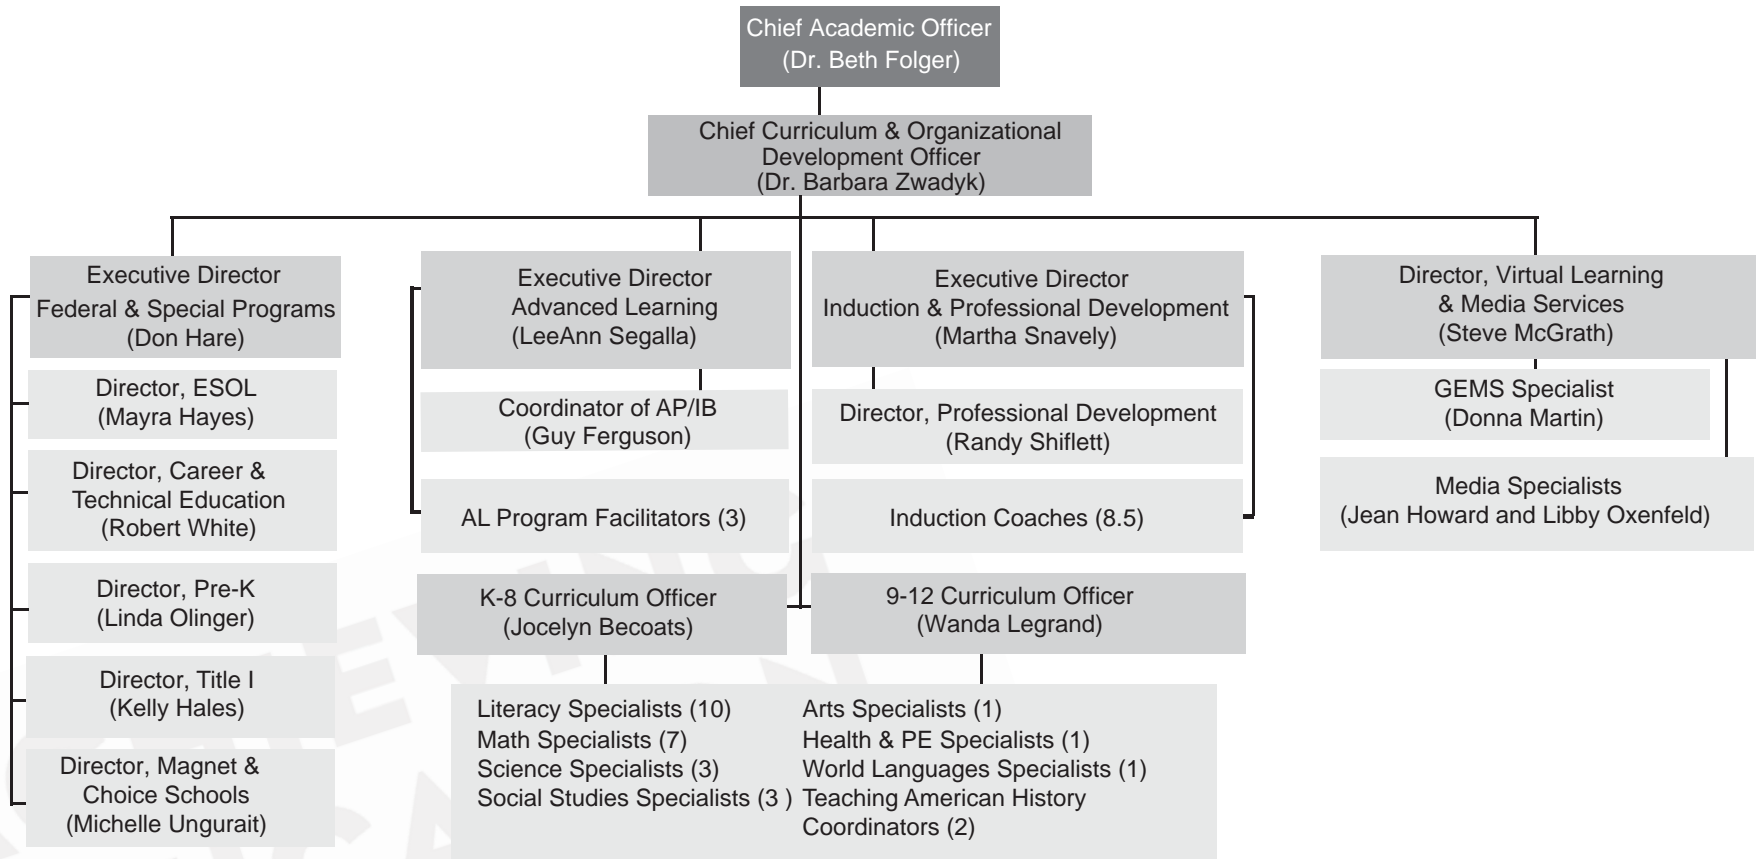 Chief Academic Officer
(Dr. Beth Folger)
Chief Curriculum & Organizational
Development Officer
(Dr. Barbara Zwadyk)
Executive Director
Federal & Special Programs
(Don Hare)
Director, ESOL
(Mayra Hayes)
Director, Career &
Technical Education
(Robert White)
Director, Pre-K
(Linda Olinger)
Director, Title I
(Kelly Hales)
Director, Magnet &
Choice Schools
(Michelle Ungurait)
Executive Director
Advanced Learning
(LeeAnn Segalla)
Coordinator of AP/IB
(Guy Ferguson)
AL Program Facilitators (3)
Executive Director
Induction & Professional Development
(Martha Snavely)
Director, Professional Development
(Randy Shiflett)
Induction Coaches (8.5)
Director, Virtual Learning
& Media Services
(Steve McGrath)
GEMS Specialist
(Donna Martin)
Media Specialists
(Jean Howard and Libby Oxenfeld)
K-8 Curriculum Officer
(Jocelyn Becoats)
9-12 Curriculum Officer
(Wanda Legrand)
Literacy Specialists (10)
Math Specialists (7)
Science Specialists (3)
Social Studies Specialists (3 )
Arts Specialists (1)
Health & PE Specialists (1)
World Languages Specialists (1)
Teaching American History
Coordinators (2)